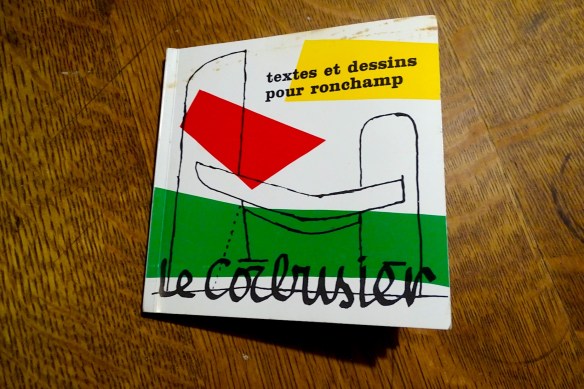 textes et dessins
pour ronchamp
Le Corbusier